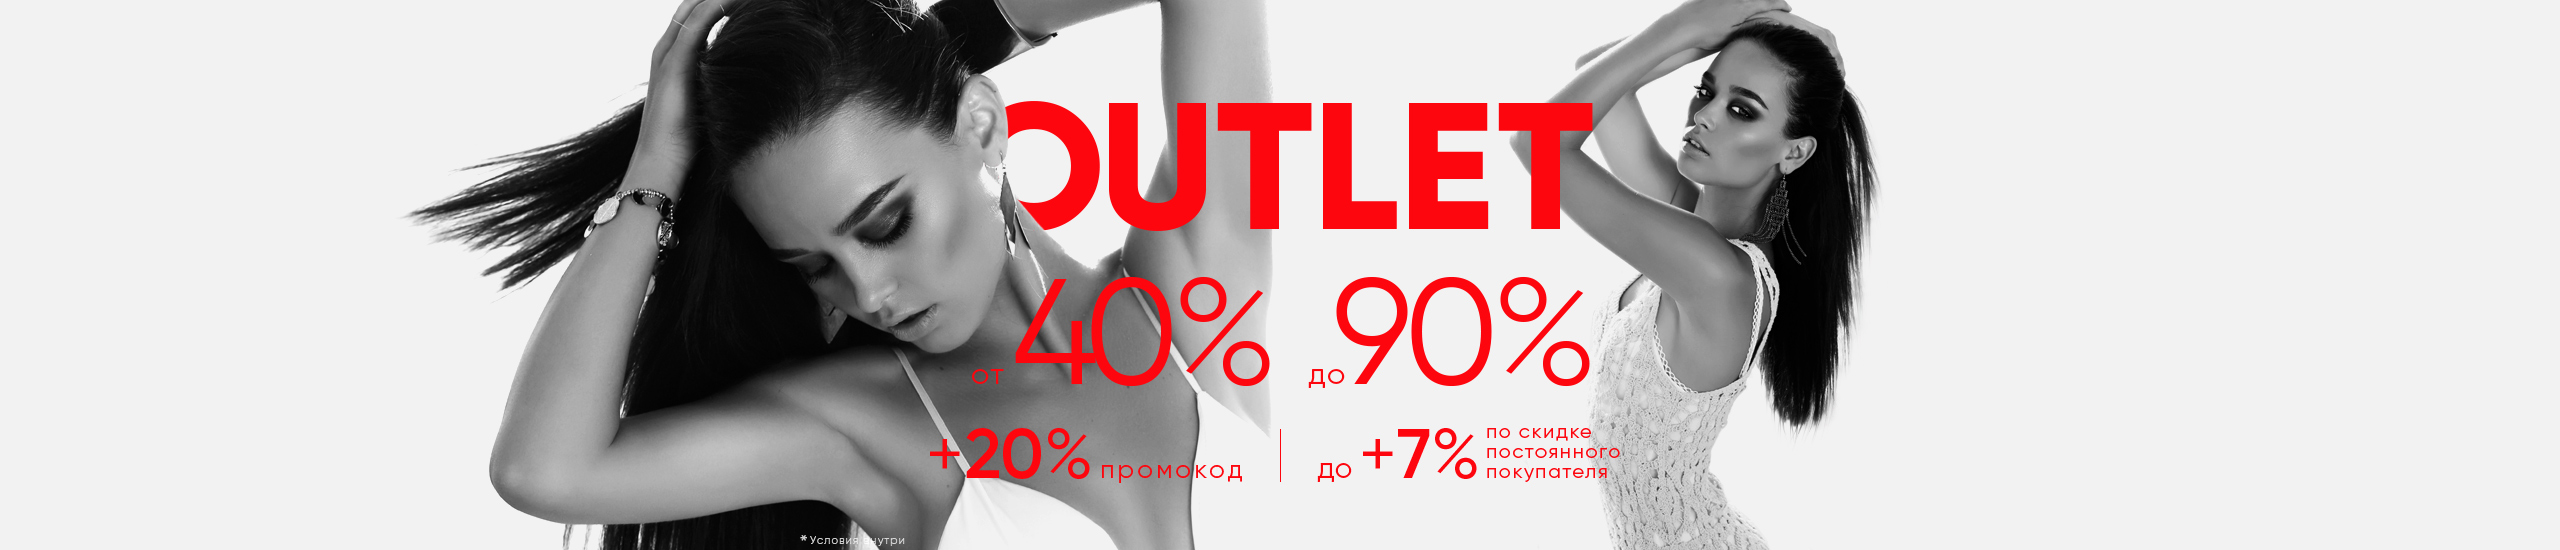 OUTLET
от 40% до 90%
+20% промокод
до +7% по скидке
постоянного
покупателя
* Условия внутри